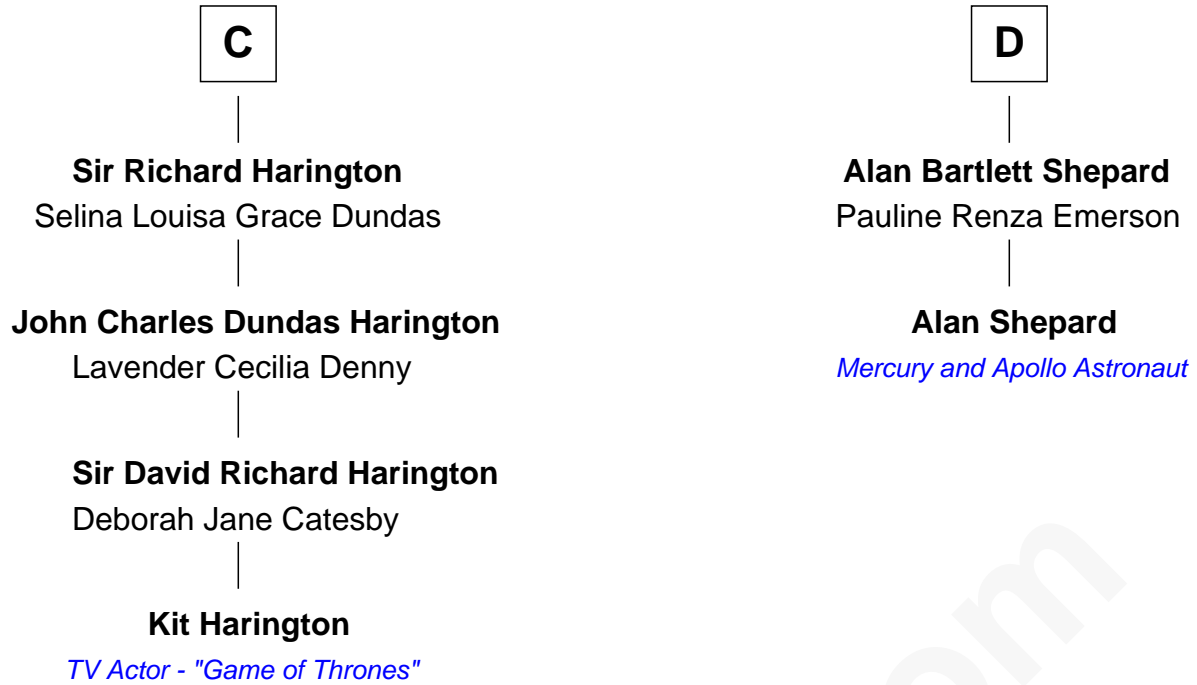 C
Sir Richard Harington
Selina Louisa Grace Dundas
John Charles Dundas Harington
Lavender Cecilia Denny
Sir David Richard Harington
Deborah Jane Catesby
Kit Harington
TV Actor - "Game of Thrones"
D
Alan Bartlett Shepard
Pauline Renza Emerson
Alan Shepard
Mercury and Apollo Astronaut
om